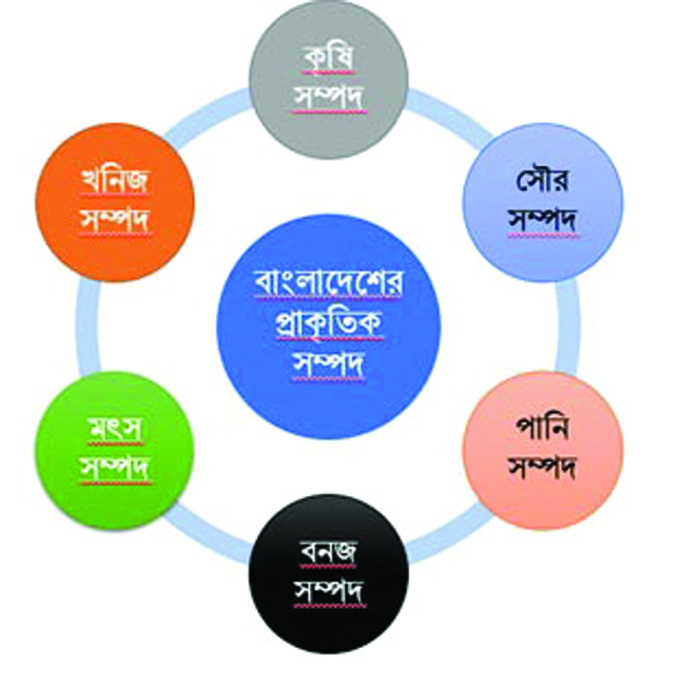 কৃষি
সম্পদ
সৌর
সম্পদ
পানি
সম্পদ
বনজ
সম্পদ
মৎস
সম্পদ
খনিজ
সম্পদ
বাংলাদেশের
প্রাকৃতিক
সম্পদ